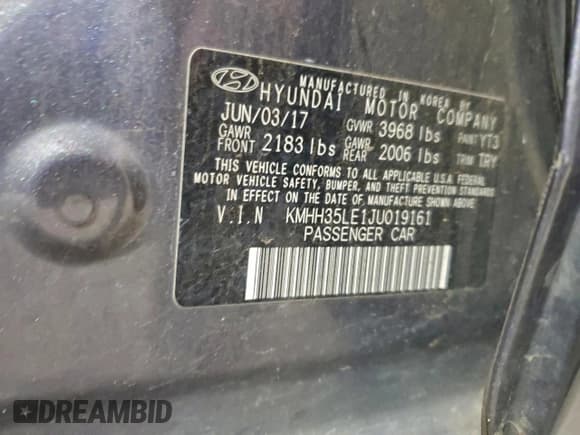 MANUFACTURED IN KOREA BY
HYUNDAI MOTOR COMPANY
JUN/03/17 GVWR 3968 lbs PAINT YT3
GAWR FRONT 2183 lbs GAWR REAR 2006 lbs TRIM TRY
THIS VEHICLE CONFORMS TO ALL APPLICABLE U.S.A. FEDERAL
MOTOR VEHICLE SAFETY, BUMPER, AND THEFT PREVENTION STANDARDS
IN EFFECT ON THE DATE OF MANUFACTURE SHOWN ABOVE.
V.I.N KMHH35LE1JU019161
PASSENGER CAR
DREAMBID